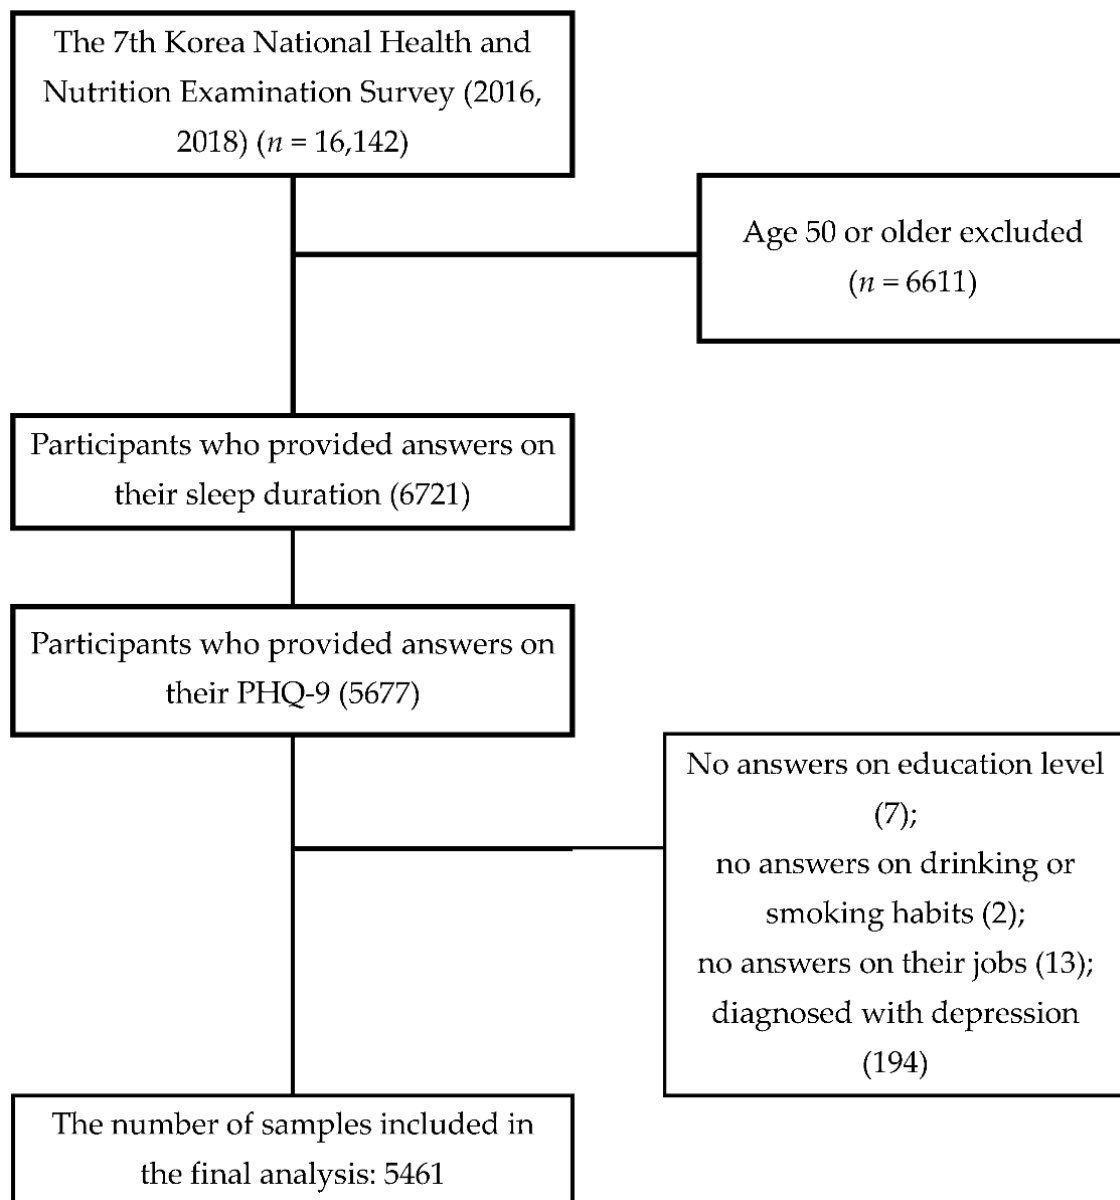 The 7th Korea National Health and
Nutrition Examination Survey (2016,
2018) (n = 16,142)
Age 50 or older excluded
(n = 6611)
Participants who provided answers on
their sleep duration (6721)
Participants who provided answers on
their PHQ-9 (5677)
No answers on education level
(7);
no answers on drinking or
smoking habits (2);
no answers on their jobs (13);
diagnosed with depression
(194)
The number of samples included in
the final analysis: 5461